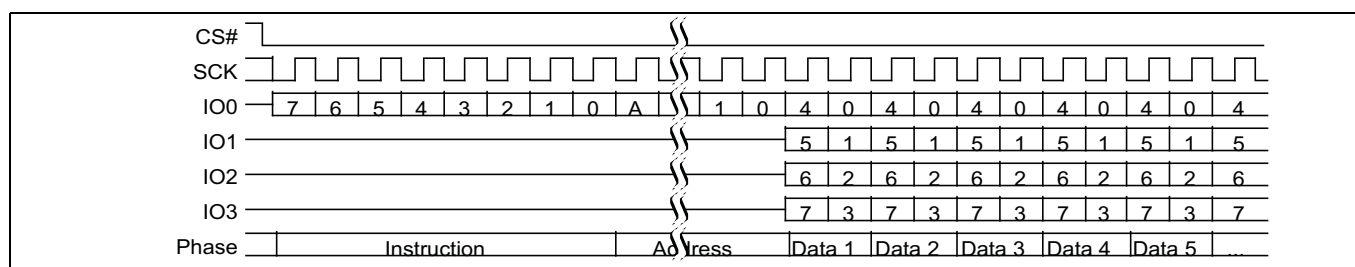 CS#
SCK
IO0 7 6 5 4 3 2 1 0 A 1 0 4 0 4 0 4 0 4 0 4 0 4
IO1 5 1 5 1 5 1 5 1 5 1 5
IO2 6 2 6 2 6 2 6 2 6 2 6
IO3 7 3 7 3 7 3 7 3 7 3 7
Phase Instruction Address Data 1 Data 2 Data 3 Data 4 Data 5 ...